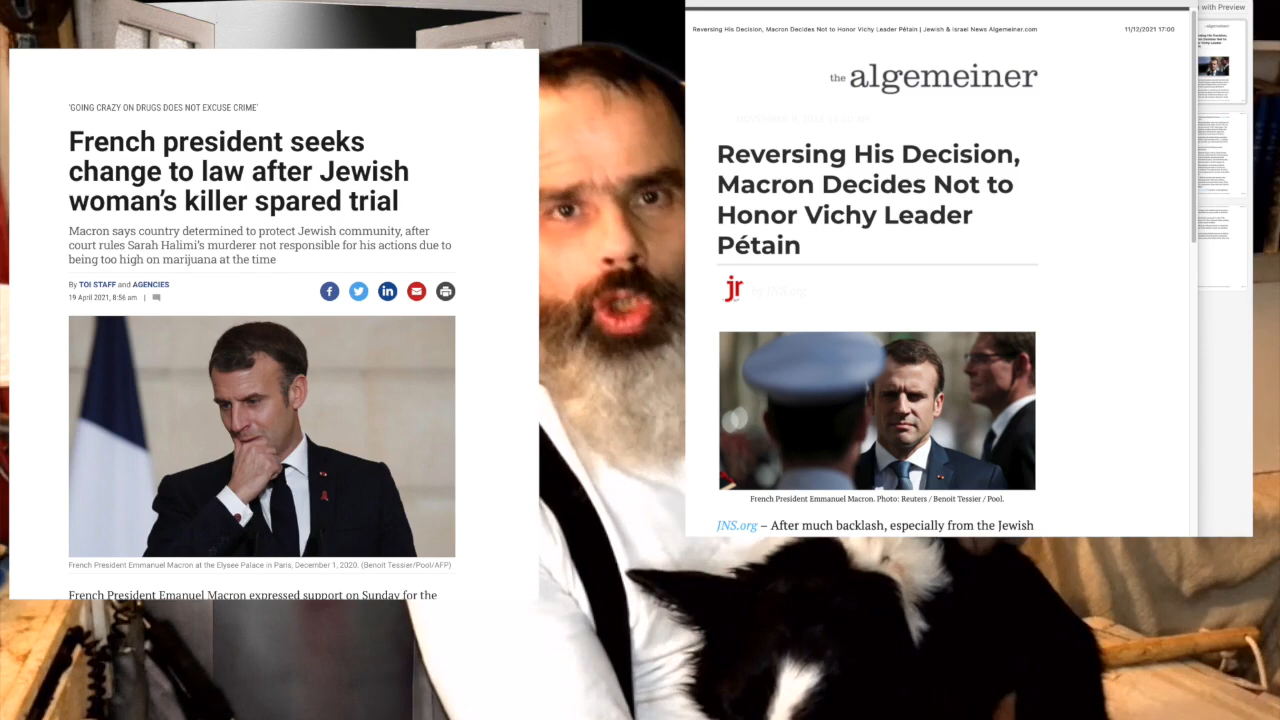 'GOING CRAZY ON DRUGS DOES NOT EXCUSE CRIME'
French president seeks
change to law after Jewish
woman's killer spared trial
Macron says country determined to protect Jewish community, after
court rules Sarah Halimi's murderer not responsible for his actions due to
being too high on marijuana at the time
By TOI STAFF and AGENCIES
19 April 2021, 8:56 am |
French President Emmanuel Macron at the Elysee Palace in Paris, December 1, 2020. (Benoit Tessier/Pool/AFP)
French President Emanuel Macron expressed support on Sunday for the
with Preview
Reversing His Decision, Macron Decides Not to Honor Vichy Leader Pétain | Jewish & Israel News Algemeiner.com
11/12/2021 17:00
the algemeiner
Reversing His Decision,
Macron Decides Not to
Honor Vichy Leader
Pétain
jr
by JNS.org
French President Emmanuel Macron. Photo: Reuters / Benoit Tessier / Pool.
JNS.org – After much backlash, especially from the Jewish